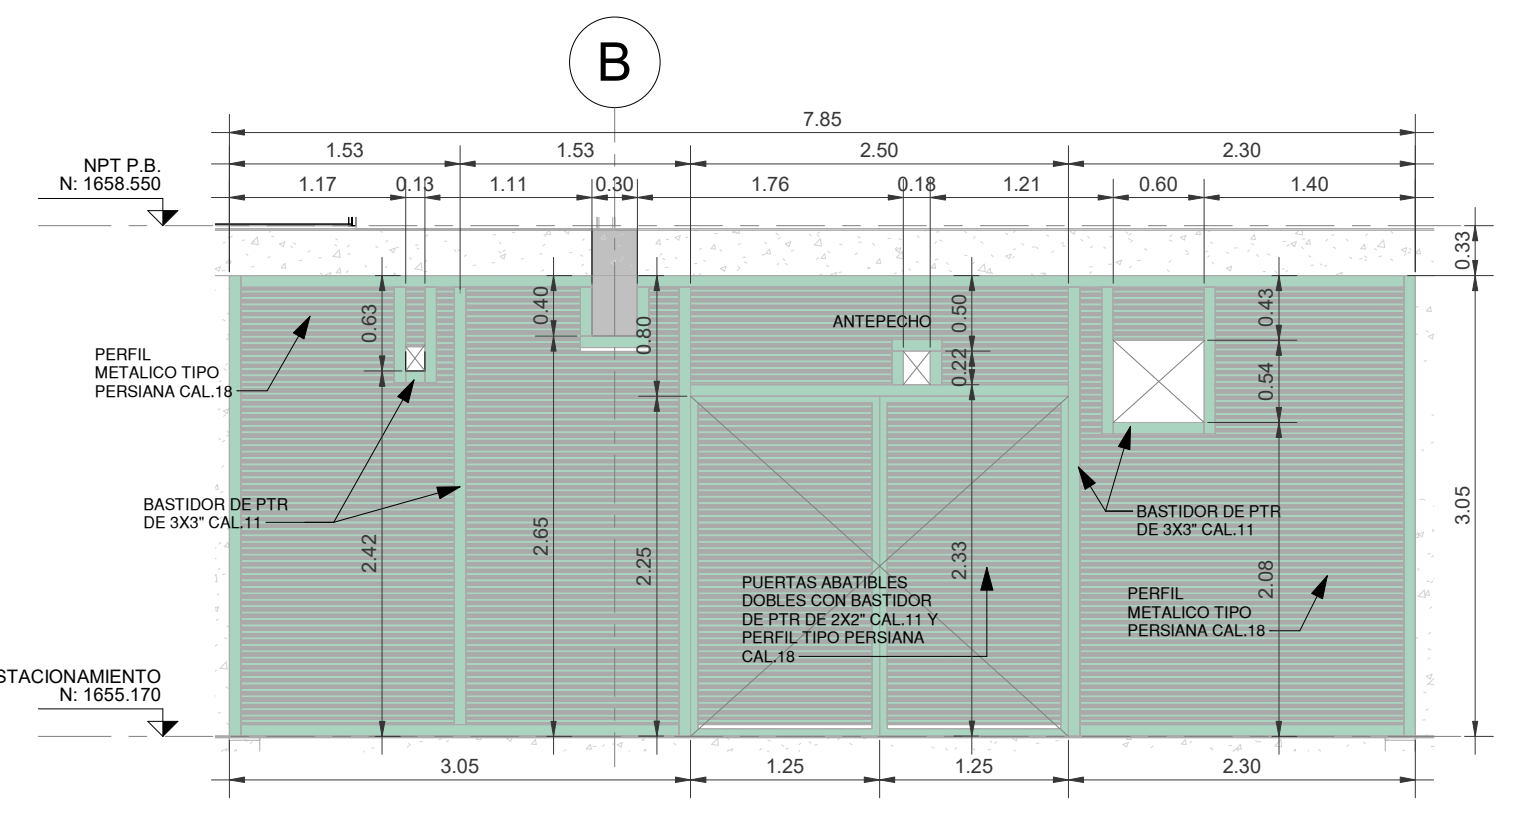 B
7.85
1.53 1.53 2.50 2.30
NPT P.B.
N: 1658.550
1.17 0.13 1.11 0.30 1.76 0.18 1.21 0.60 1.40
0.33
0.63
0.40
0.80
0.50
0.43
ANTEPECHO
0.22
0.54
PERFIL
METALICO TIPO
PERSIANA CAL.18
BASTIDOR DE PTR
DE 3X3" CAL.11
2.42
2.65
2.25
2.33
2.08
3.05
BASTIDOR DE PTR
DE 3X3" CAL.11
PUERTAS ABATIBLES
DOBLES CON BASTIDOR
DE PTR DE 2X2" CAL.11 Y
PERFIL TIPO PERSIANA
CAL.18
PERFIL
METALICO TIPO
PERSIANA CAL.18
STACIONAMIENTO
N: 1655.170
3.05 1.25 1.25 2.30